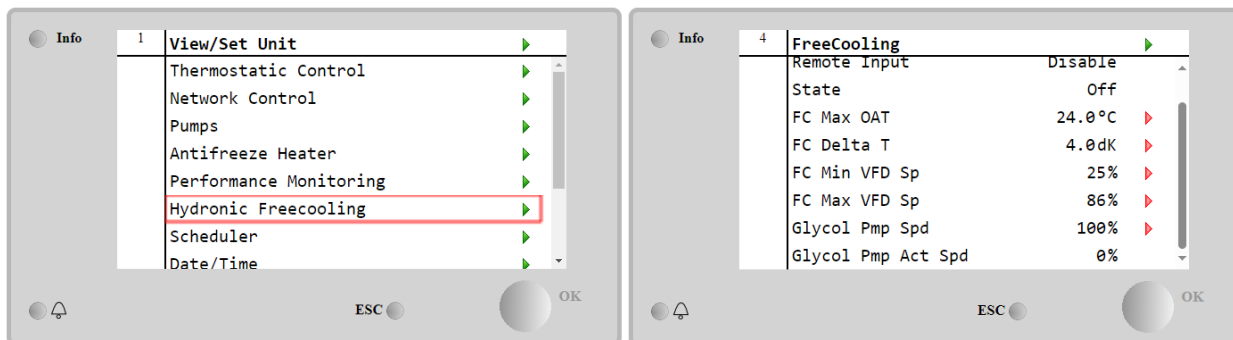 Info
1 View/Set Unit
Thermostatic Control
Network Control
Pumps
Antifreeze Heater
Performance Monitoring
Hydronic Freecooling
Scheduler
Date/Time
ESC
OK
Info
4 FreeCooling
Remote Input Disable
State Off
FC Max OAT 24.0°C
FC Delta T 4.0dK
FC Min VFD Sp 25%
FC Max VFD Sp 86%
Glycol Pmp Spd 100%
Glycol Pmp Act Spd 0%
ESC
OK